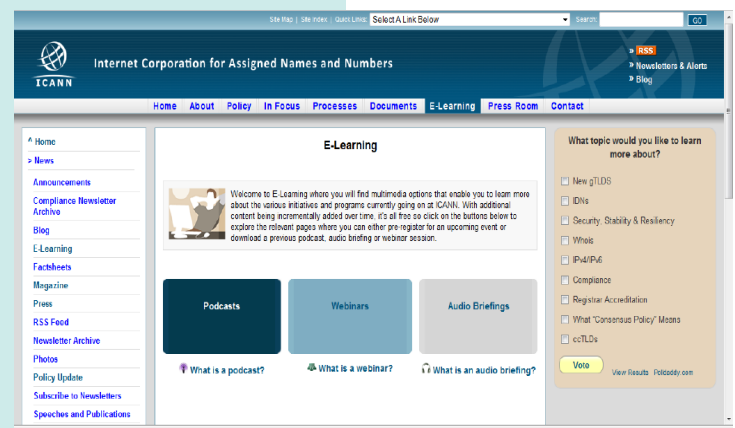 Site Map | Site Index | Quick Links: Select A Link Below Search: GO
ICANN
Internet Corporation for Assigned Names and Numbers
» RSS
» Newsletters & Alerts
» Blog
Home About Policy In Focus Processes Documents E-Learning Press Room Contact
^ Home
> News
Announcements
Compliance Newsletter
Archive
Blog
E-Learning
Factsheets
Magazine
Press
RSS Feed
Newsletter Archive
Photos
Policy Update
Subscribe to Newsletters
Speeches and Publications
E-Learning
Welcome to E-Learning where you will find multimedia options that enable you to learn more
about the various initiatives and programs currently going on at ICANN. With additional
content being incrementally added over time, it's all free so click on the buttons below to
explore the relevant pages where you can either pre-register for an upcoming event or
download a previous podcast, audio briefing or webinar session.
Podcasts Webinars Audio Briefings
What is a podcast? What is a webinar? What is an audio briefing?
What topic would you like to learn
more about?
New gTLDS
IDNs
Security, Stability & Resiliency
Whois
IPv4/IPv6
Compliance
Registrar Accreditation
What "Consensus Policy" Means
ccTLDs
Vote View Results Polldaddy.com